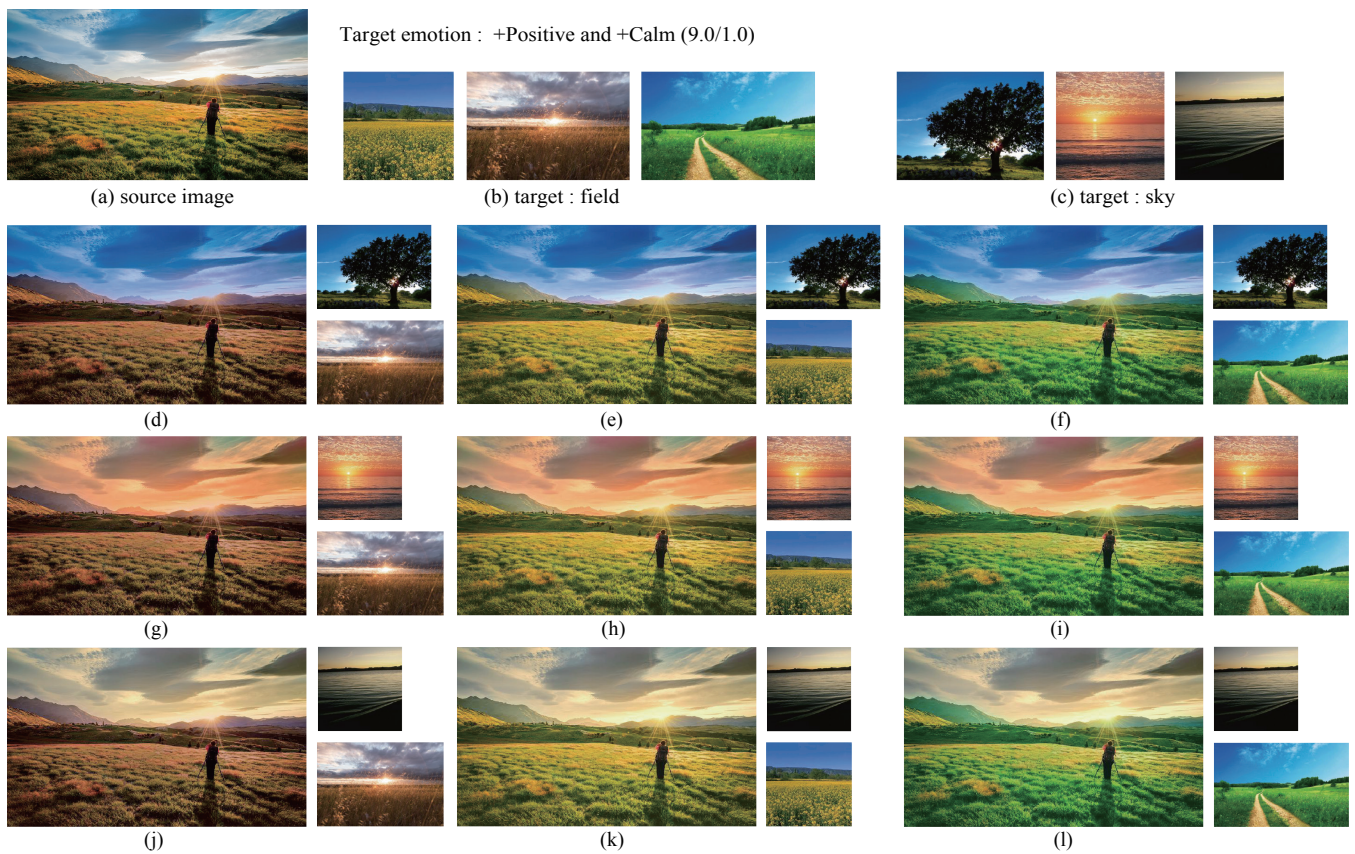 Target emotion : +Positive and +Calm (9.0/1.0)
(a) source image
(b) target : field
(c) target : sky
(d)
(e)
(f)
(g)
(h)
(i)
(j)
(k)
(l)